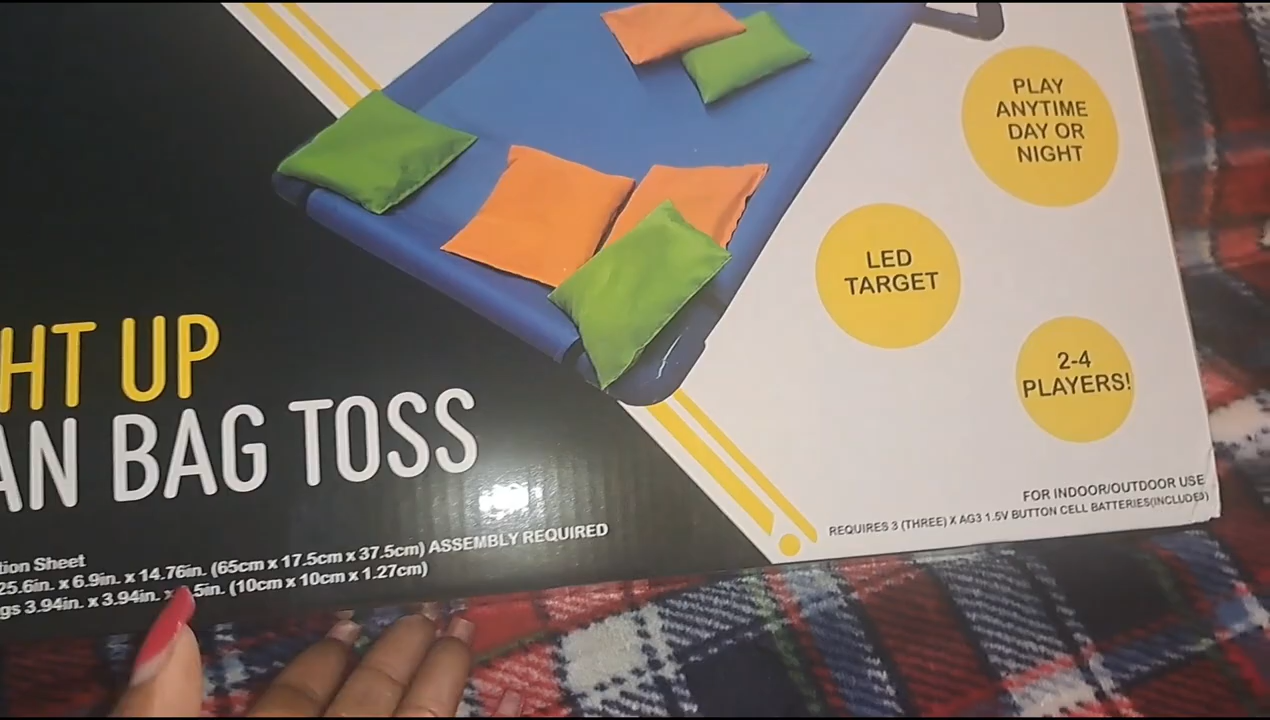 PLAY
ANYTIME
DAY OR
NIGHT
LED
TARGET
2-4
PLAYERS!
HT UP
AN BAG TOSS
FOR INDOOR/OUTDOOR USE
REQUIRES 3 (THREE) X AG3 1.5V BUTTON CELL BATTERIES(INCLUDED)
tion Sheet
25.6in. x 6.9in. x 14.76in. (65cm x 17.5cm x 37.5cm) ASSEMBLY REQUIRED
gs 3.94in. x 3.94in. x .5in. (10cm x 10cm x 1.27cm)